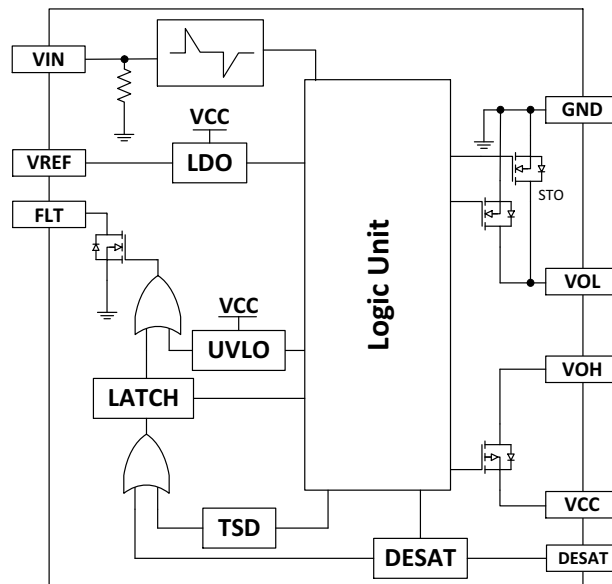 VIN
GND
VCC
VREF
LDO
STO
FLT
Logic Unit
VCC
VOL
UVLO
VOH
LATCH
VCC
TSD
DESAT
DESAT